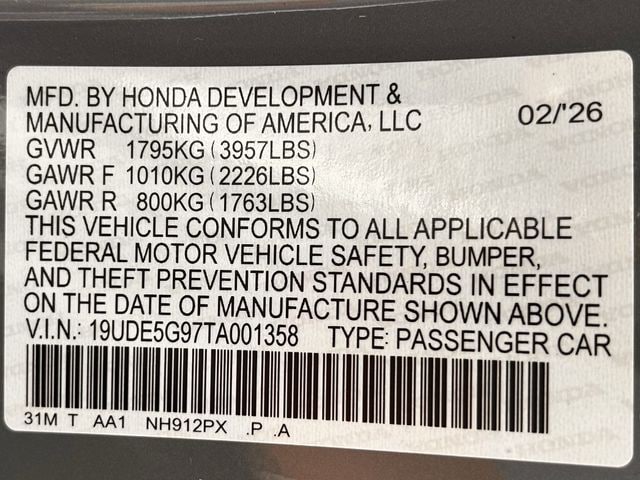 MFD. BY HONDA DEVELOPMENT &
MANUFACTURING OF AMERICA, LLC 02/'26
GVWR 1795KG (3957LBS)
GAWR F 1010KG (2226LBS)
GAWR R 800KG (1763LBS)
THIS VEHICLE CONFORMS TO ALL APPLICABLE
FEDERAL MOTOR VEHICLE SAFETY, BUMPER,
AND THEFT PREVENTION STANDARDS IN EFFECT
ON THE DATE OF MANUFACTURE SHOWN ABOVE.
V.I.N.: 19UDE5G97TA001358 TYPE: PASSENGER CAR
31M T AA1 NH912PX .P .A